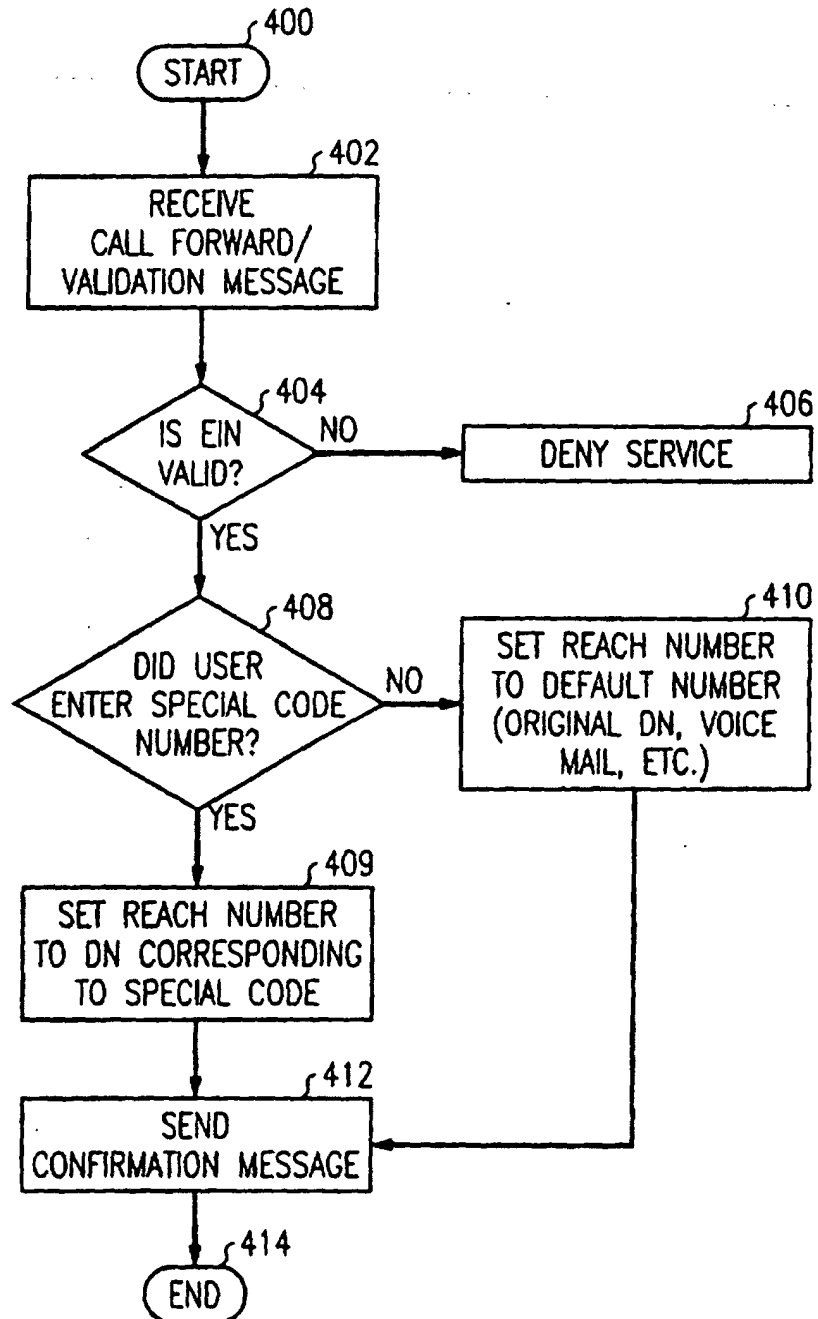 400
START
402
RECEIVE
CALL FORWARD/
VALIDATION MESSAGE
404
IS EIN
VALID?
NO
406
DENY SERVICE
YES
408
DID USER
ENTER SPECIAL CODE
NUMBER?
NO
410
SET REACH NUMBER
TO DEFAULT NUMBER
(ORIGINAL DN, VOICE
MAIL, ETC.)
YES
409
SET REACH NUMBER
TO DN CORRESPONDING
TO SPECIAL CODE
412
SEND
CONFIRMATION MESSAGE
414
END